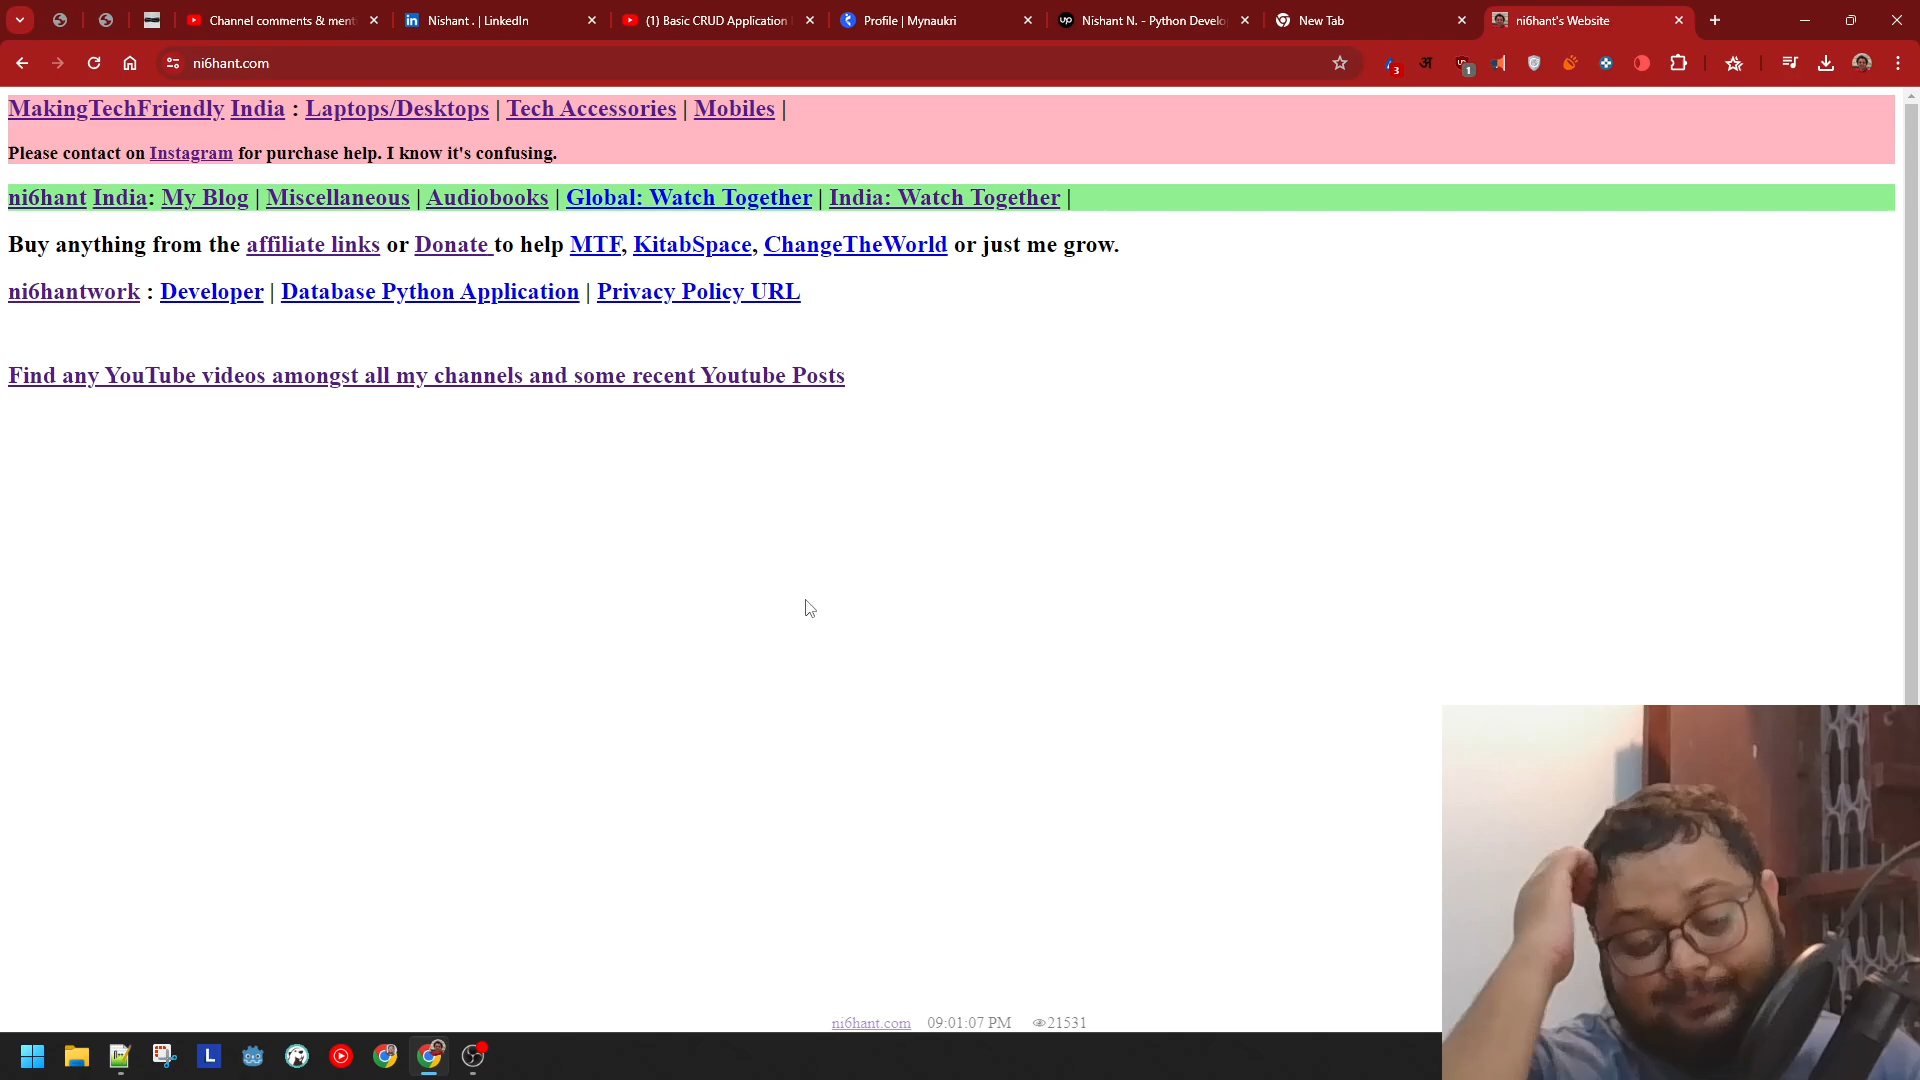 Channel comments & ment
Nishant . | LinkedIn
(1) Basic CRUD Application
Profile | Mynaukri
Nishant N. - Python Develo
New Tab
ni6hant's Website
ni6hant.com
3
अ
1
MakingTechFriendly India : Laptops/Desktops | Tech Accessories | Mobiles |
Please contact on Instagram for purchase help. I know it's confusing.
ni6hant India: My Blog | Miscellaneous | Audiobooks | Global: Watch Together | India: Watch Together |
Buy anything from the affiliate links or Donate to help MTF, KitabSpace, ChangeTheWorld or just me grow.
ni6hantwork : Developer | Database Python Application | Privacy Policy URL
Find any YouTube videos amongst all my channels and some recent Youtube Posts
ni6hant.com 09:01:07 PM 21531
L